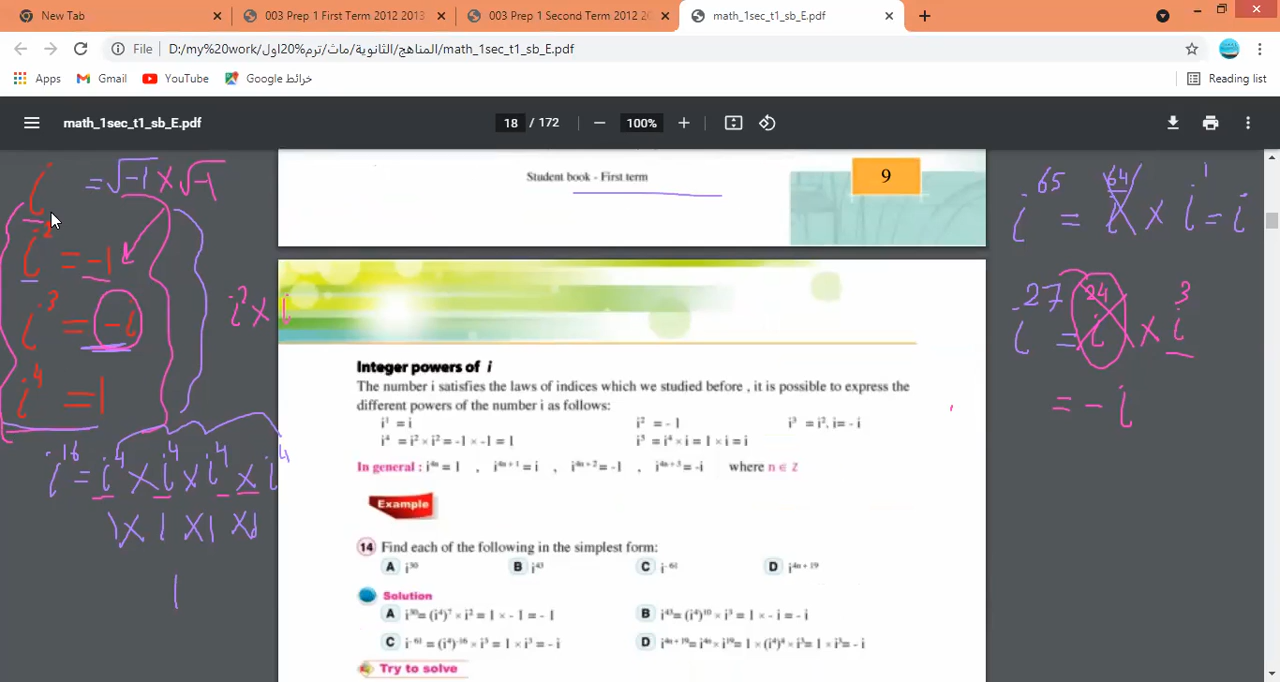 New Tab
003 Prep 1 First Term 2012 2013
003 Prep 1 Second Term 2012 20
math_1sec_t1_sb_E.pdf
File
D:/my%20work/المناهج/الثانوية/ماث/ترم%20اول/math_1sec_t1_sb_E.pdf
Apps
Gmail
YouTube
خرائط Google
Reading list
math_1sec_t1_sb_E.pdf
18 / 172
100%
Student book - First term
9
i = √-1 × √-1
i² = -1
i³ = -i
i⁴ = 1
i² × i
i¹⁶ = i⁴ × i⁴ × i⁴ × i⁴
1 × 1 × 1 × 1
1
i⁶⁵ = i⁶⁴ × i¹ = i
i²⁷ = i²⁴ × i³
= - i
Integer powers of i
The number i satisfies the laws of indices which we studied before , it is possible to express the
different powers of the number i as follows:
i¹ = i
i² = - 1
i³ = i², i= - i
i⁴ = i² × i² = -1 × -1 = 1
i⁵ = i⁴ × i = 1 × i = i
In general : i⁴ⁿ = 1 , i⁴ⁿ⁺¹ = i , i⁴ⁿ⁺² = -1 , i⁴ⁿ⁺³ = -i where n ∈ Z
Example
14 Find each of the following in the simplest form:
A i³⁰
B i⁴³
C i⁻⁶¹
D i⁴ⁿ⁺¹⁹
Solution
A i³⁰= (i⁴)⁷ × i² = 1 × - 1 = - 1
B i⁴³= (i⁴)¹⁰ × i³ = 1 × - i = - i
C i⁻⁶¹ = (i⁴)⁻¹⁶ × i³ = 1 × i³ = - i
D i⁴ⁿ⁺¹⁹= i⁴ⁿ × i¹⁹= 1 × (i⁴)⁴ × i³= 1 × i³= - i
Try to solve